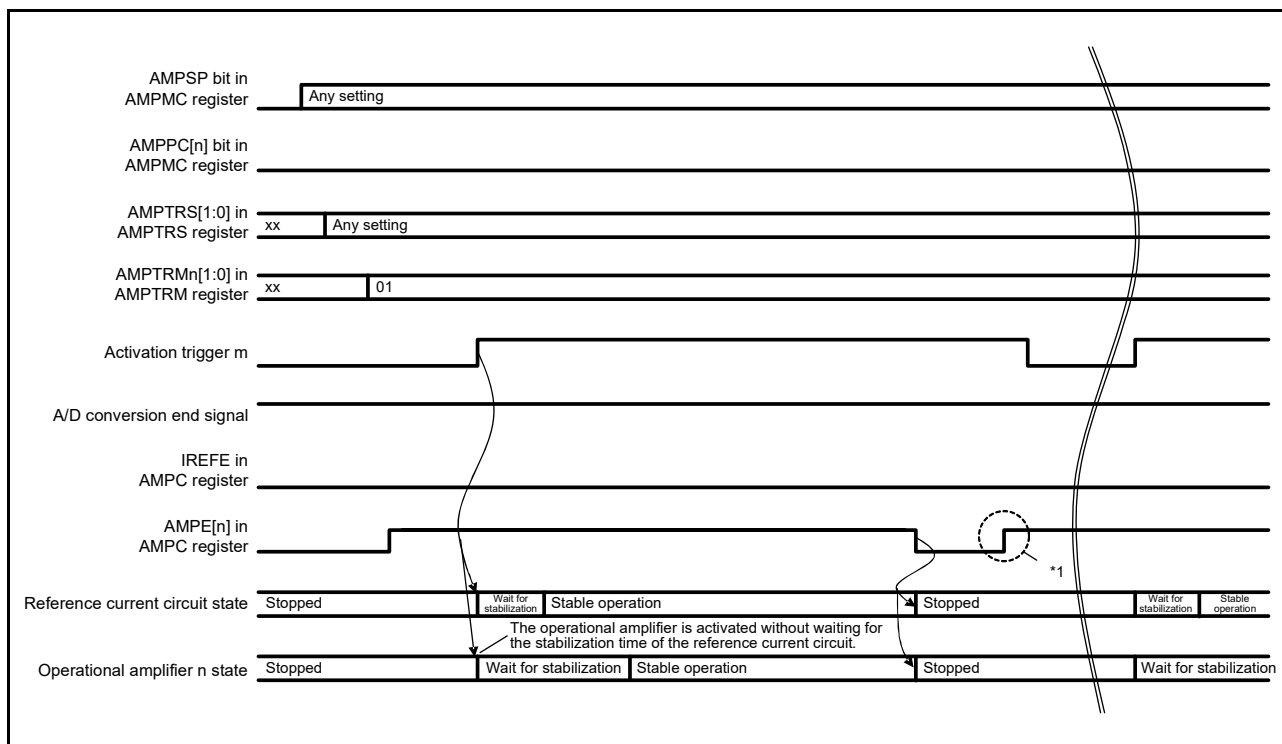 AMPSP bit in
AMPMC register
Any setting
AMPPC[n] bit in
AMPMC register
AMPTRS[1:0] in
AMPTRS register
xx
Any setting
AMPTRMn[1:0] in
AMPTRM register
xx
01
Activation trigger m
A/D conversion end signal
IREFE in
AMPC register
AMPE[n] in
AMPC register
*1
Reference current circuit state
Stopped
Wait for
stabilization
Stable operation
Stopped
Wait for
stabilization
Stable
operation
The operational amplifier is activated without waiting for
the stabilization time of the reference current circuit.
Operational amplifier n state
Stopped
Wait for stabilization
Stable operation
Stopped
Wait for stabilization